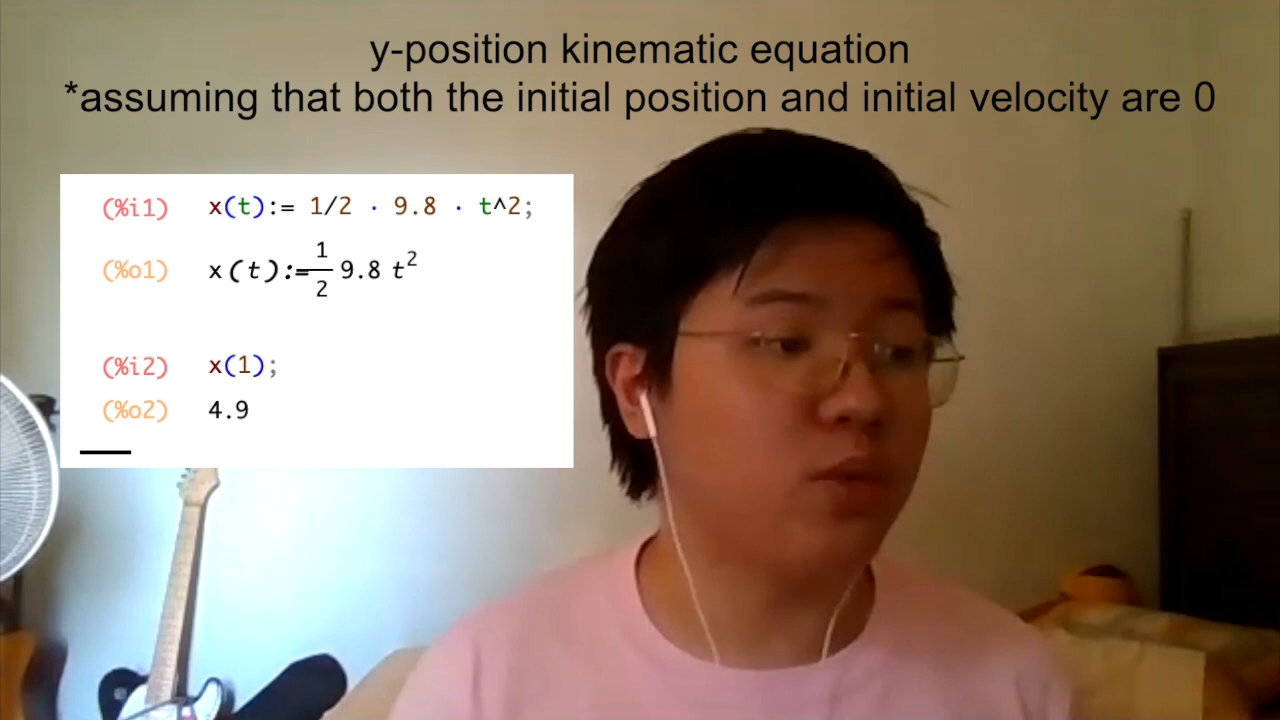 y-position kinematic equation
*assuming that both the initial position and initial velocity are 0
(%i1) x(t):= 1/2 · 9.8 · t^2;
(%o1) x(t):=1/2 9.8 t²
(%i2) x(1);
(%o2) 4.9